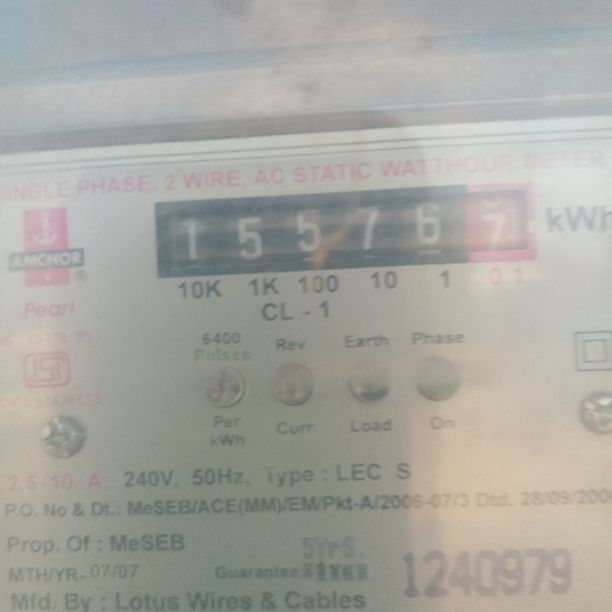 SINGLE PHASE, 2 WIRE, AC STATIC WATTHOUR METER
ANCHOR
®
Pearl
1 5 5 7 6 7 kWH
10K 1K 100 10 1 0.1
CL - 1
6400 Pulses Per kWh
Rev Curr
Earth Load
Phase On
ISI
2.5-10 A, 240V, 50Hz, Type : LEC S
P.O. No & Dt.: MeSEB/ACE(MM)/EM/Pkt-A/2006-07/3 Dtd. 28/09/200
Prop. Of : MeSEB
5Yrs.
MTH/YR- 07/07 Guarantee
1240979
Mfd. By : Lotus Wires & Cables